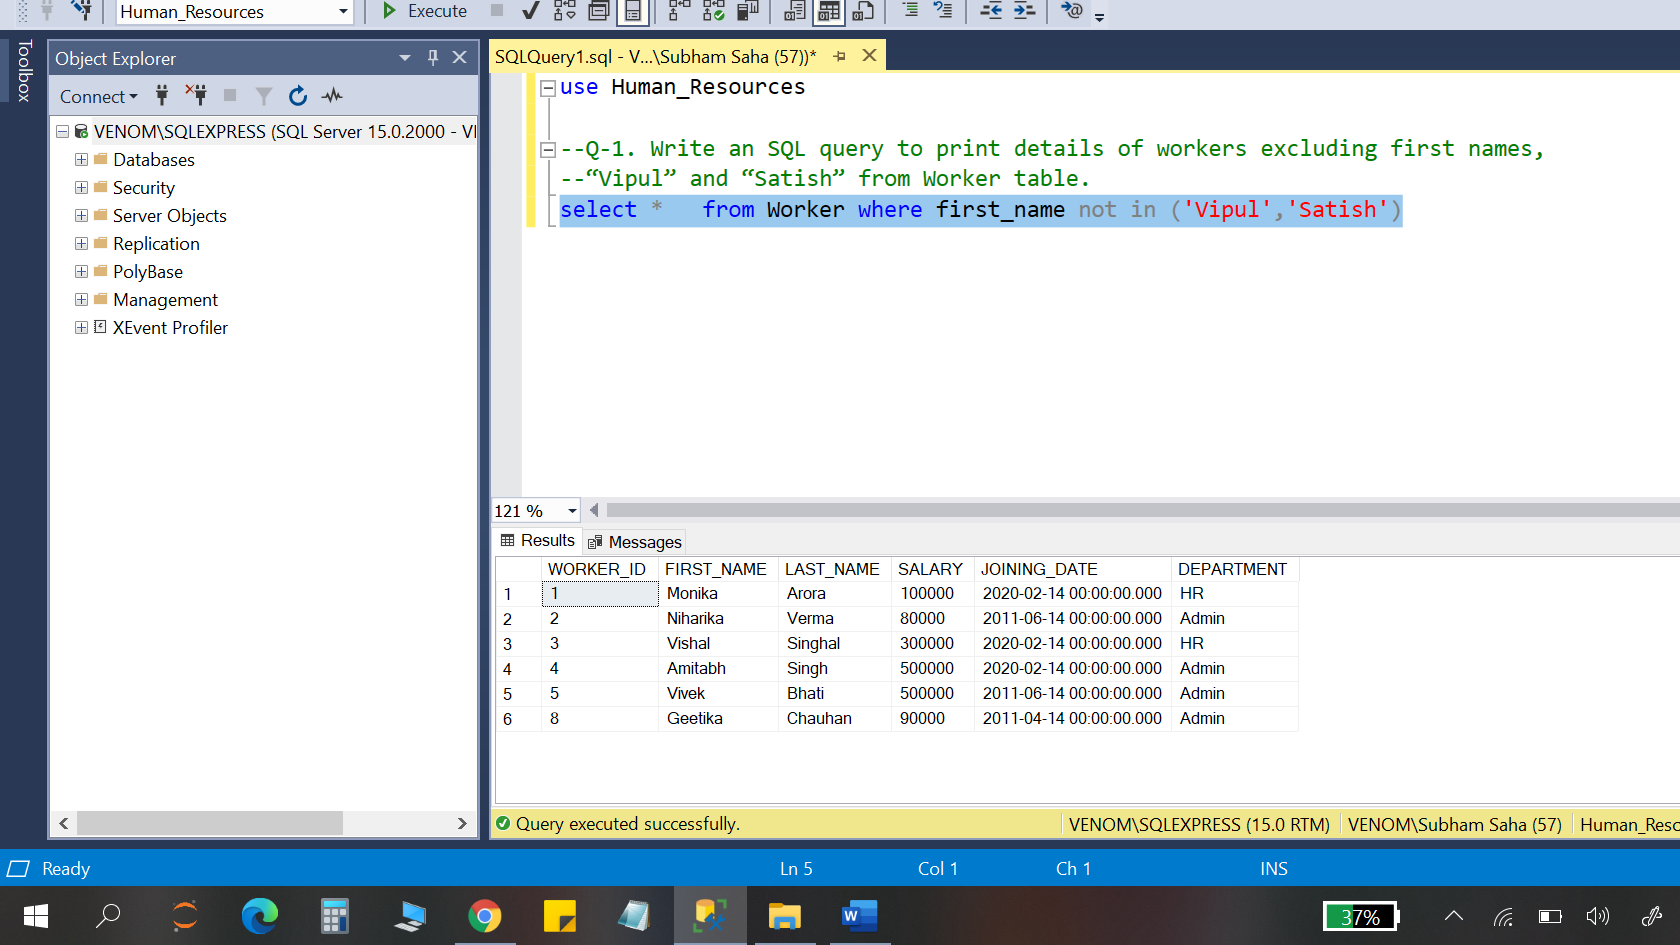 Human_Resources
Execute
Toolbox
Object Explorer
Connect
VENOM\SQLEXPRESS (SQL Server 15.0.2000 - VI
Databases
Security
Server Objects
Replication
PolyBase
Management
XEvent Profiler
SQLQuery1.sql - V...\Subham Saha (57))*
use Human_Resources
--Q-1. Write an SQL query to print details of workers excluding first names,
--“Vipul” and “Satish” from Worker table.
select *   from Worker where first_name not in ('Vipul','Satish')
121 %
Results Messages
WORKER_ID FIRST_NAME LAST_NAME SALARY JOINING_DATE DEPARTMENT
1 1 Monika Arora 100000 2020-02-14 00:00:00.000 HR
2 2 Niharika Verma 80000 2011-06-14 00:00:00.000 Admin
3 3 Vishal Singhal 300000 2020-02-14 00:00:00.000 HR
4 4 Amitabh Singh 500000 2020-02-14 00:00:00.000 Admin
5 5 Vivek Bhati 500000 2011-06-14 00:00:00.000 Admin
6 8 Geetika Chauhan 90000 2011-04-14 00:00:00.000 Admin
Query executed successfully. VENOM\SQLEXPRESS (15.0 RTM) VENOM\Subham Saha (57) Human_Reso
Ready Ln 5 Col 1 Ch 1 INS
W 37%